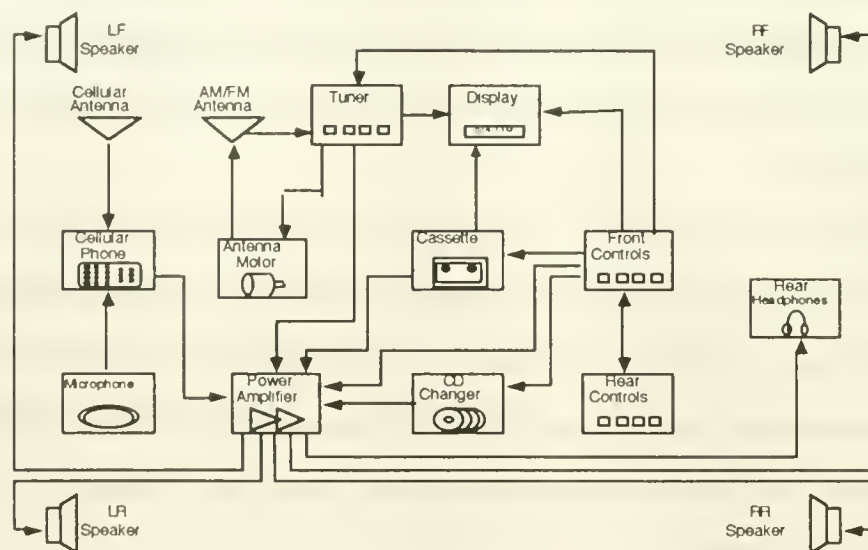 LF
Speaker
RF
Speaker
Cellular
Antenna
AM/FM
Antenna
Tuner
Display
Cellular
Phone
Antenna
Motor
Cassette
Front
Controls
Rear
Headphones
Microphone
Power
Amplifier
CD
Changer
Rear
Controls
LR
Speaker
RR
Speaker